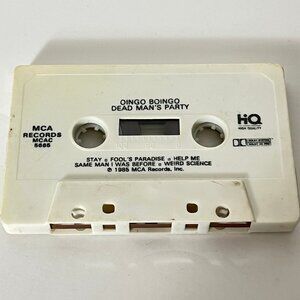 OINGO BOINGO
DEAD MAN'S PARTY
MCA
RECORDS
MCAC
5665
HiQ
HIGH QUALITY
STAY • FOOL'S PARADISE • HELP ME
SAME MAN I WAS BEFORE • WEIRD SCIENCE
℗ 1985 MCA Records, Inc.